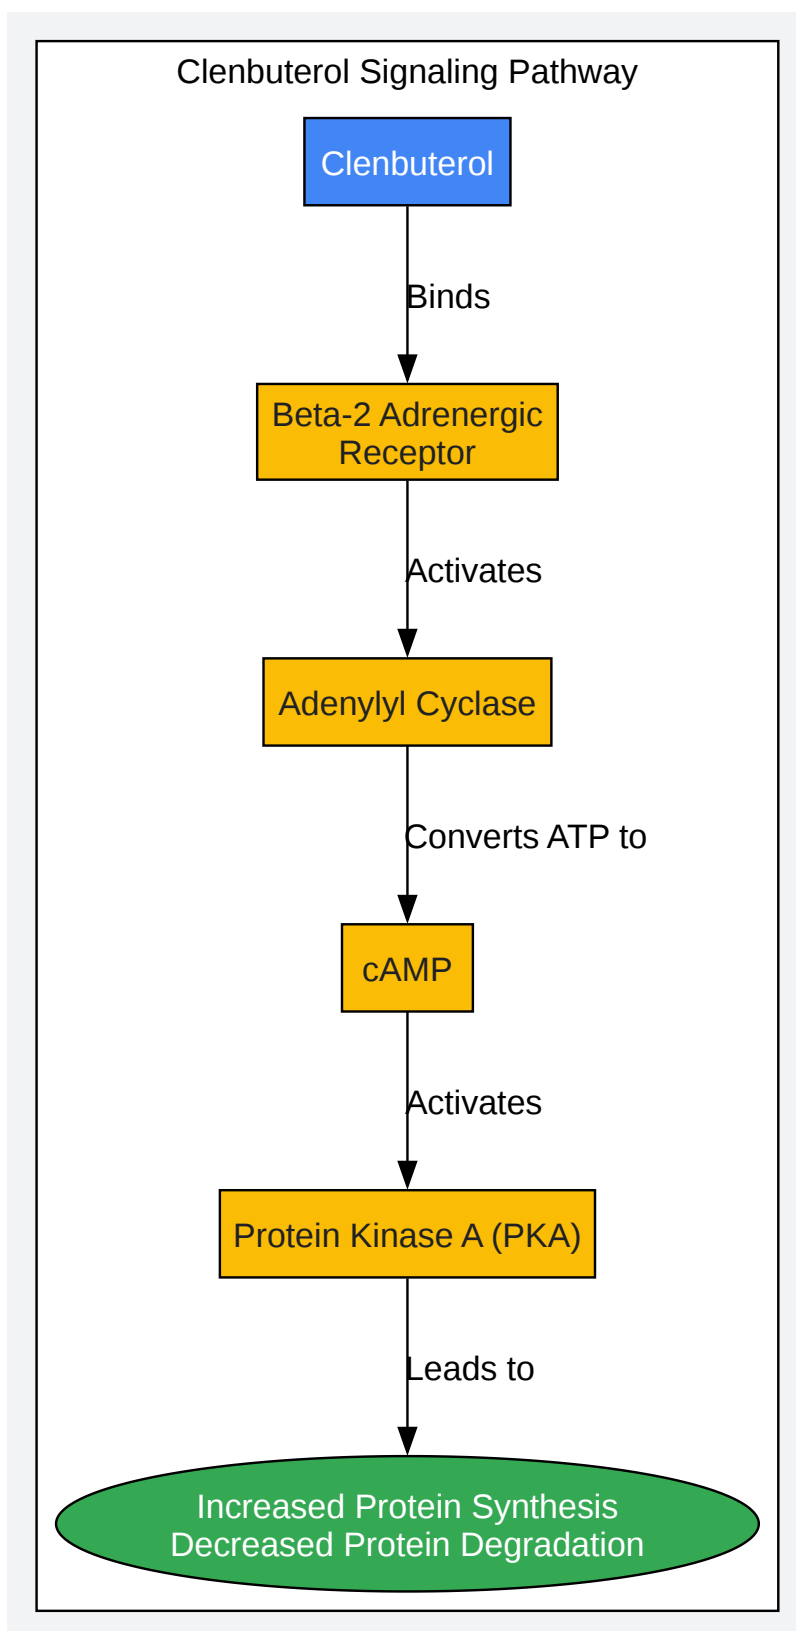 Clenbuterol Signaling Pathway
Clenbuterol
Binds
Beta-2 Adrenergic
Receptor
Activates
Adenylyl Cyclase
Converts ATP to
cAMP
Activates
Protein Kinase A (PKA)
Leads to
Increased Protein Synthesis
Decreased Protein Degradation